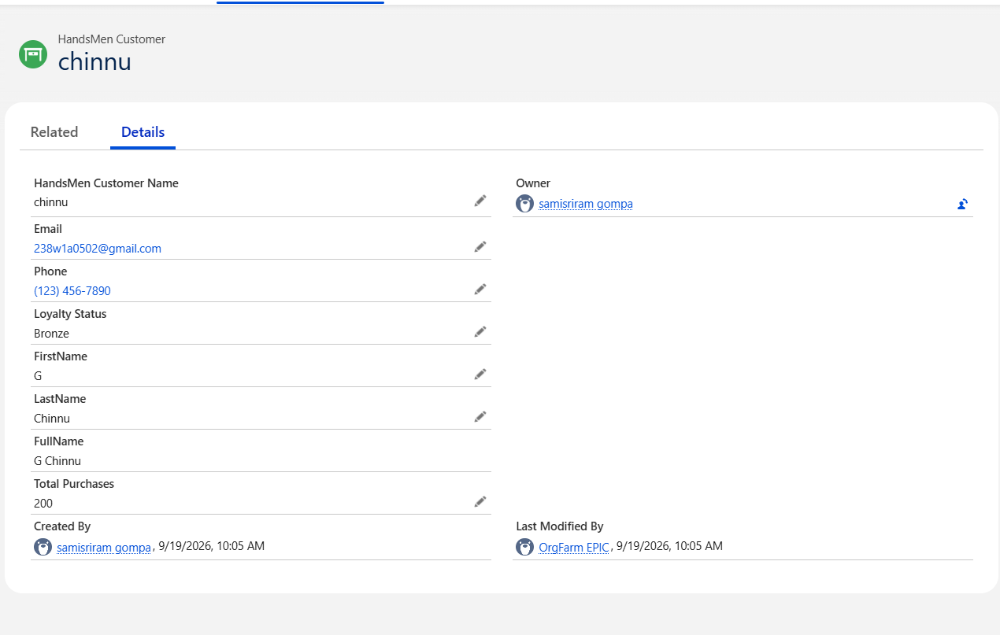 HandsMen Customer
chinnu
Related
Details
HandsMen Customer Name
chinnu
Owner
samisriram gompa
Email
238w1a0502@gmail.com
Phone
(123) 456-7890
Loyalty Status
Bronze
FirstName
G
LastName
Chinnu
FullName
G Chinnu
Total Purchases
200
Created By
samisriram gompa, 9/19/2026, 10:05 AM
Last Modified By
OrgFarm EPIC, 9/19/2026, 10:05 AM